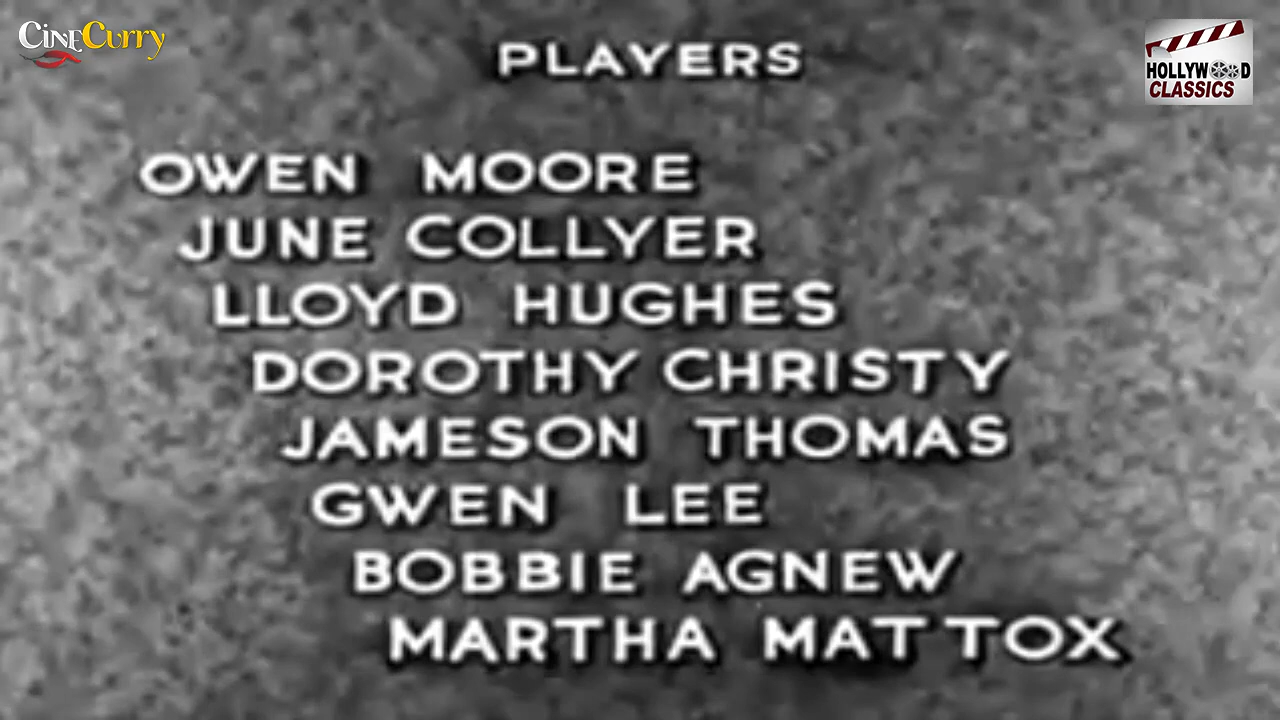 CINECurry
HOLLYWOOD
CLASSICS
PLAYERS
OWEN MOORE
JUNE COLLYER
LLOYD HUGHES
DOROTHY CHRISTY
JAMESON THOMAS
GWEN LEE
BOBBIE AGNEW
MARTHA MATTOX